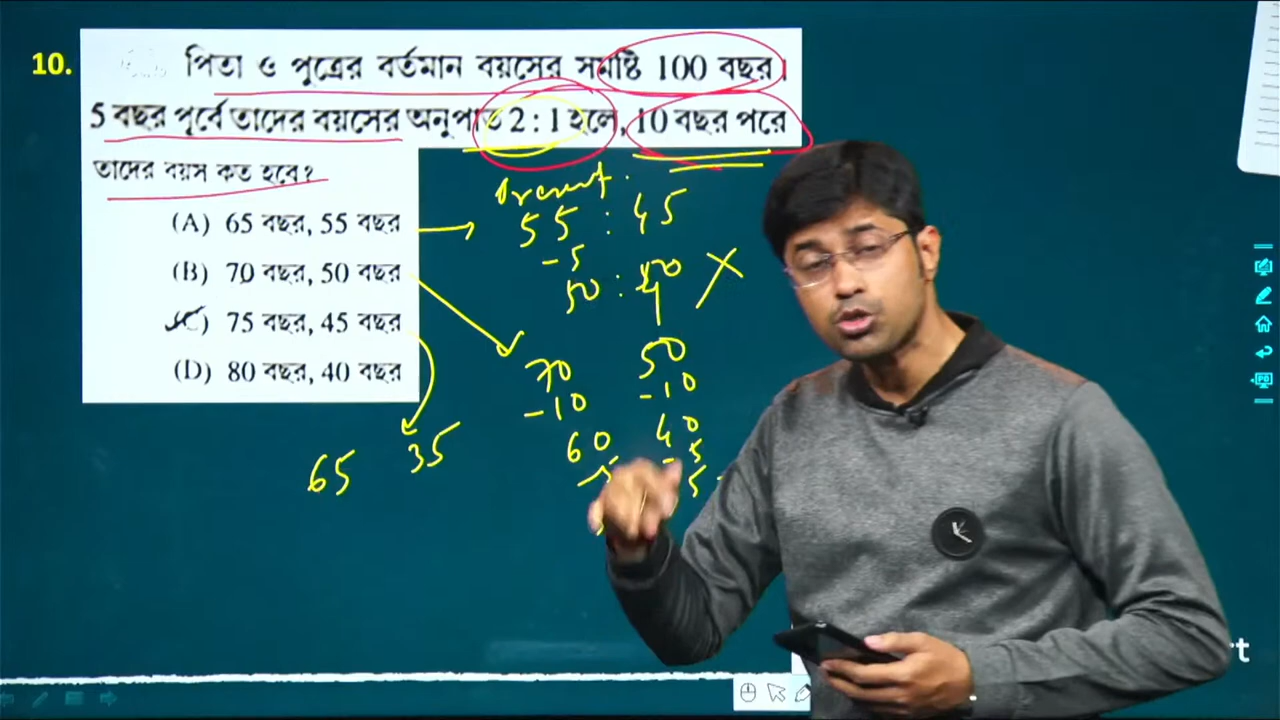 10.
পিতা ও পুত্রের বর্তমান বয়সের সমষ্টি 100 বছর।
5 বছর পূর্বে তাদের বয়সের অনুপাত 2 : 1 হলে, 10 বছর পরে
তাদের বয়স কত হবে?
(A) 65 বছর, 55 বছর
(B) 70 বছর, 50 বছর
(C) 75 বছর, 45 বছর
(D) 80 বছর, 40 বছর
Present.
55 : 45
-5
50 : 40
70 50
-10 -10
60 40
-5 -5
65 35